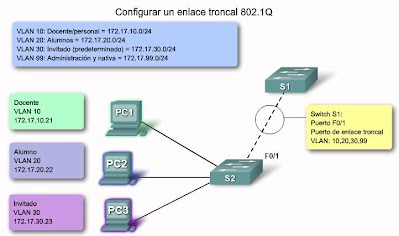 Configurar un enlace troncal 802.1Q
VLAN 10: Docente/personal = 172.17.10.0/24
VLAN 20: Alumnos = 172.17.20.0/24
VLAN 30: Invitado (predeterminado) = 172.17.30.0/24
VLAN 99: Administración y nativa = 172.17.99.0/24
S1
Docente
VLAN 10
172.17.10.21
PC1
Switch S1:
Puerto F0/1
Puerto de enlace troncal
VLAN: 10,20,30,99
Alumno
VLAN 20
172.17.20.22
PC2
F0/1
S2
Invitado
VLAN 30
172.17.30.23
PC3